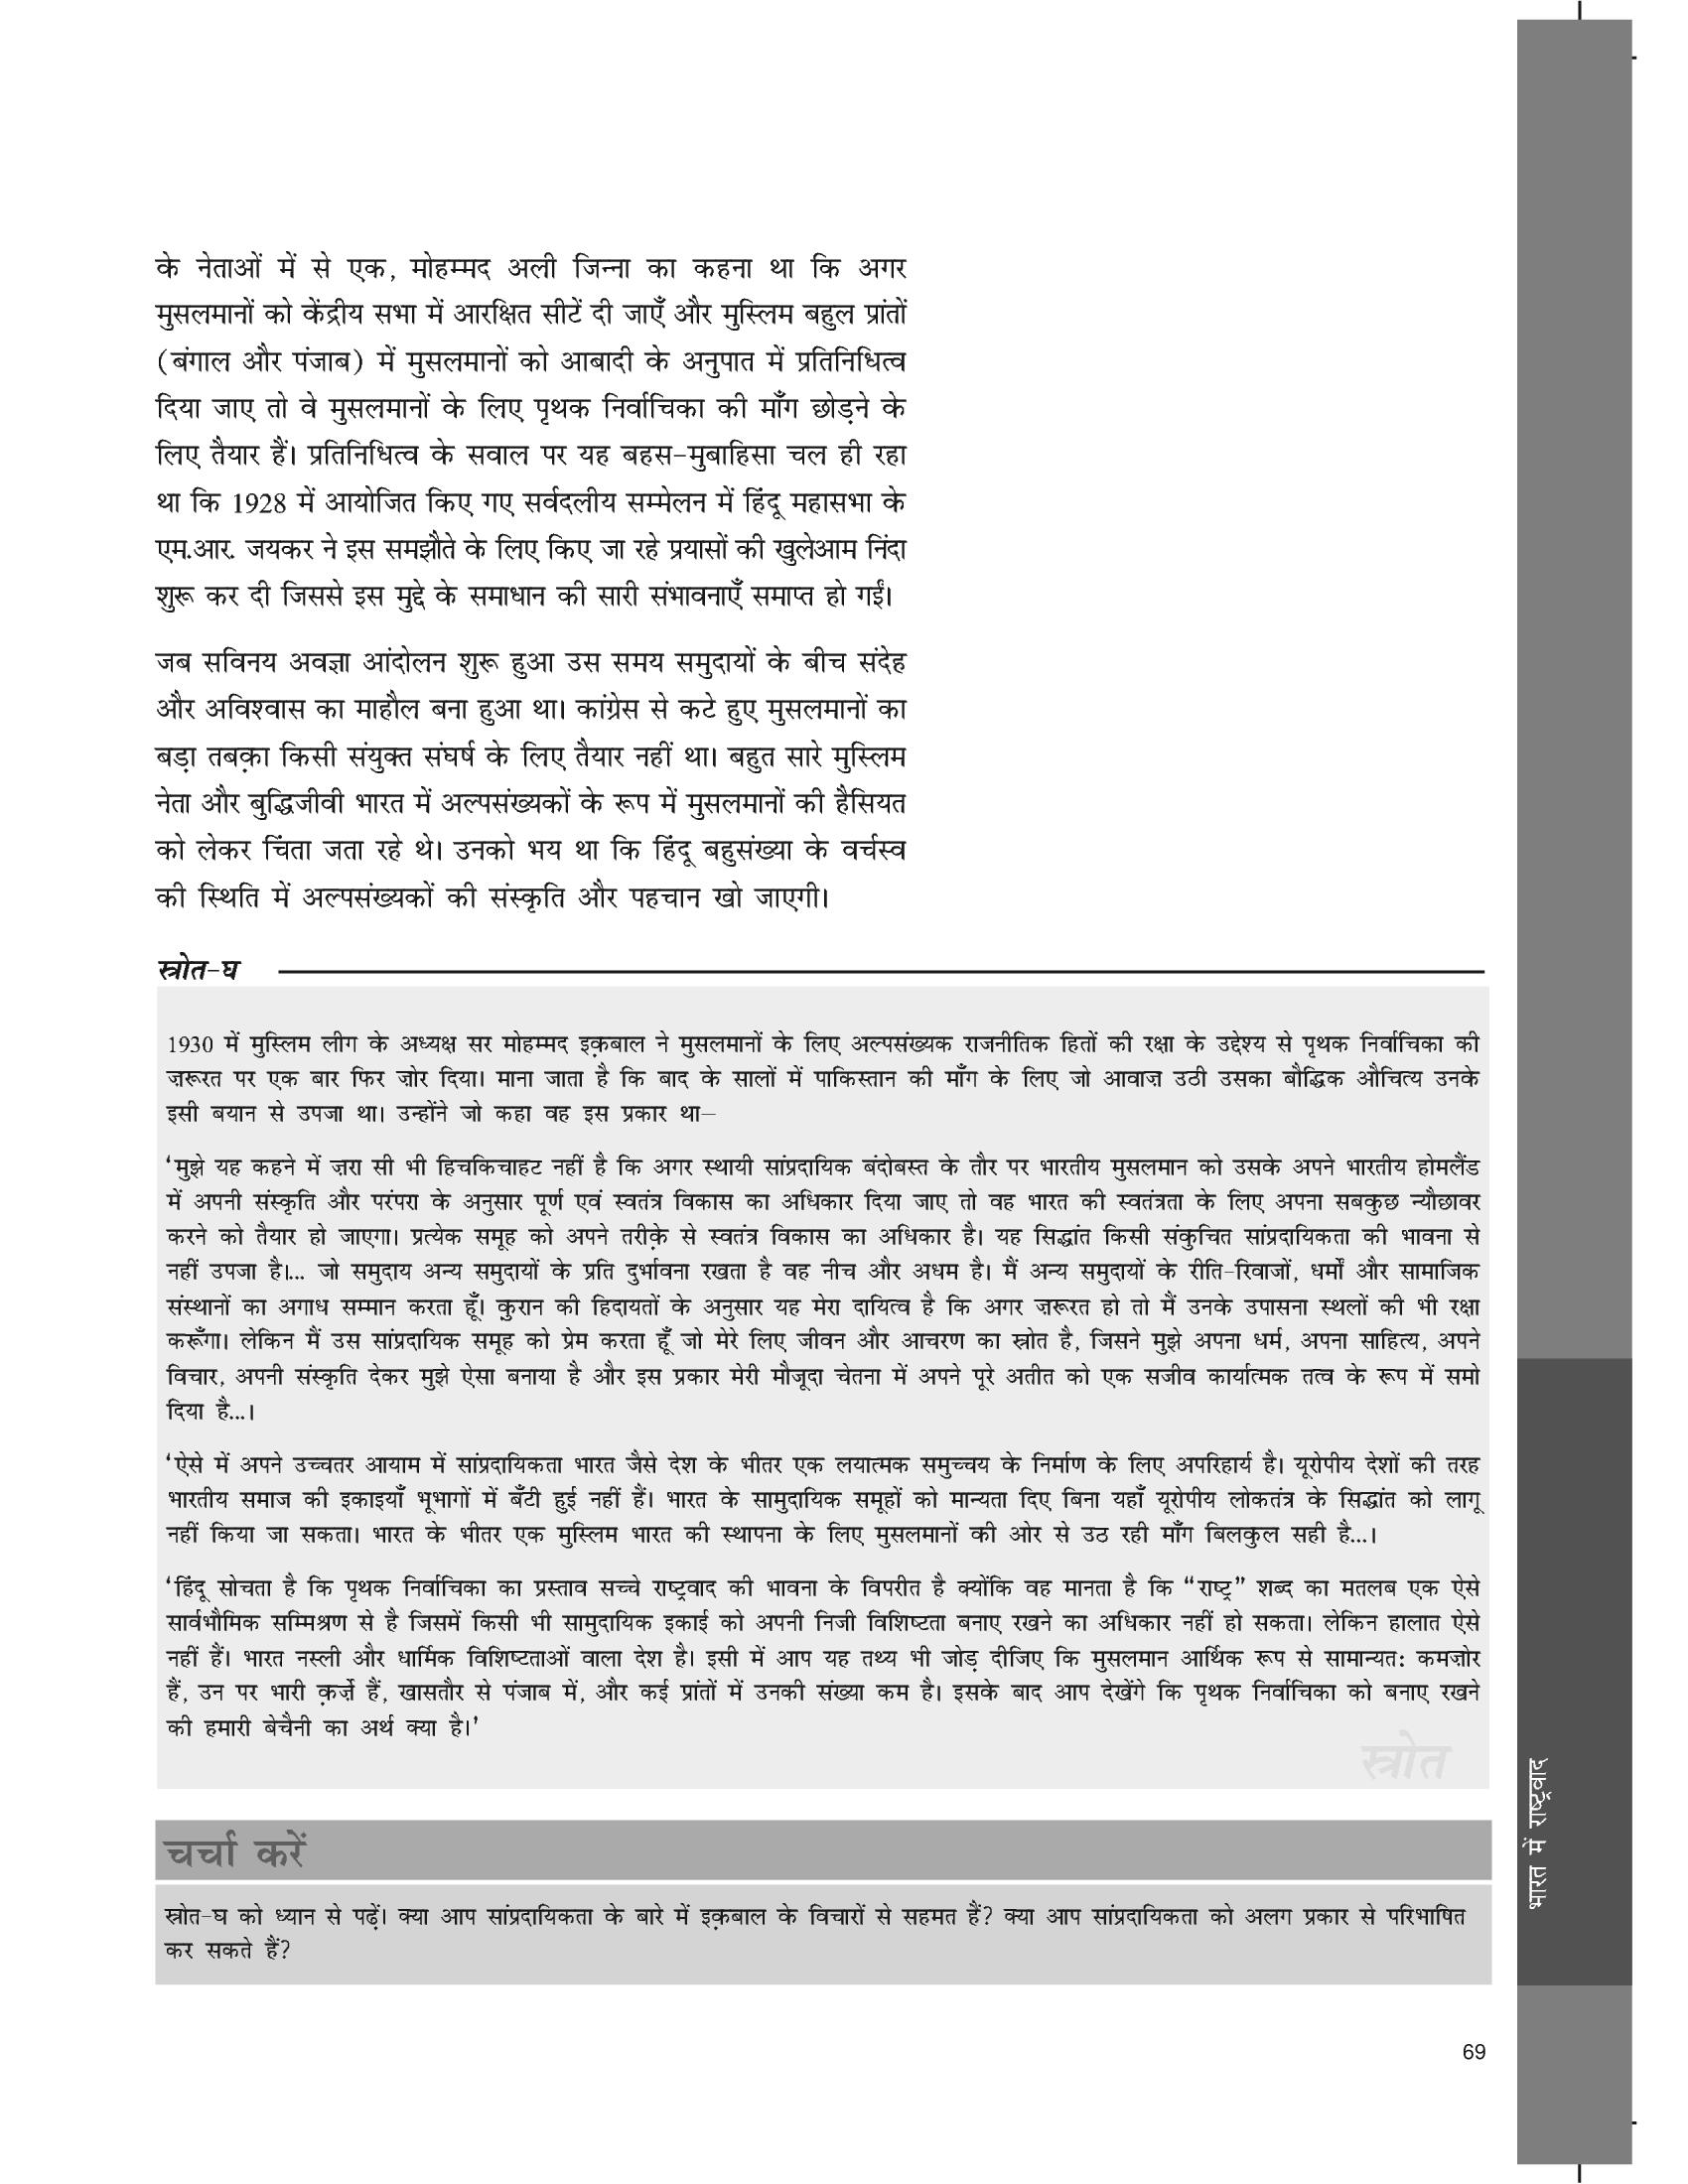 के नेताओं में से एक, मोहम्मद अली जिन्ना का कहना था कि अगर
मुसलमानों को केंद्रीय सभा में आरक्षित सीटें दी जाएँ और मुस्लिम बहुल प्रांतों
(बंगाल और पंजाब) में मुसलमानों को आबादी के अनुपात में प्रतिनिधित्व
दिया जाए तो वे मुसलमानों के लिए पृथक निर्वाचिका की माँग छोड़ने के
लिए तैयार हैं। प्रतिनिधित्व के सवाल पर यह बहस-मुबाहिसा चल ही रहा
था कि 1928 में आयोजित किए गए सर्वदलीय सम्मेलन में हिंदू महासभा के
एम.आर. जयकर ने इस समझौते के लिए किए जा रहे प्रयासों की खुलेआम निंदा
शुरू कर दी जिससे इस मुद्दे के समाधान की सारी संभावनाएँ समाप्त हो गईं।
जब सविनय अवज्ञा आंदोलन शुरू हुआ उस समय समुदायों के बीच संदेह
और अविश्वास का माहौल बना हुआ था। कांग्रेस से कटे हुए मुसलमानों का
बड़ा तबक़ा किसी संयुक्त संघर्ष के लिए तैयार नहीं था। बहुत सारे मुस्लिम
नेता और बुद्धिजीवी भारत में अल्पसंख्यकों के रूप में मुसलमानों की हैसियत
को लेकर चिंता जता रहे थे। उनको भय था कि हिंदू बहुसंख्या के वर्चस्व
की स्थिति में अल्पसंख्यकों की संस्कृति और पहचान खो जाएगी।
स्त्रोत-घ
1930 में मुस्लिम लीग के अध्यक्ष सर मोहम्मद इक़बाल ने मुसलमानों के लिए अल्पसंख्यक राजनीतिक हितों की रक्षा के उद्देश्य से पृथक निर्वाचिका की
ज़रूरत पर एक बार फिर ज़ोर दिया। माना जाता है कि बाद के सालों में पाकिस्तान की माँग के लिए जो आवाज़ उठी उसका बौद्धिक औचित्य उनके
इसी बयान से उपजा था। उन्होंने जो कहा वह इस प्रकार था–
‘मुझे यह कहने में ज़रा सी भी हिचकिचाहट नहीं है कि अगर स्थायी सांप्रदायिक बंदोबस्त के तौर पर भारतीय मुसलमान को उसके अपने भारतीय होमलैंड
में अपनी संस्कृति और परंपरा के अनुसार पूर्ण एवं स्वतंत्र विकास का अधिकार दिया जाए तो वह भारत की स्वतंत्रता के लिए अपना सबकुछ न्यौछावर
करने को तैयार हो जाएगा। प्रत्येक समूह को अपने तरीक़े से स्वतंत्र विकास का अधिकार है। यह सिद्धांत किसी संकुचित सांप्रदायिकता की भावना से
नहीं उपजा है।... जो समुदाय अन्य समुदायों के प्रति दुर्भावना रखता है वह नीच और अधम है। मैं अन्य समुदायों के रीति-रिवाजों, धर्मों और सामाजिक
संस्थानों का अगाध सम्मान करता हूँ। क़ुरान की हिदायतों के अनुसार यह मेरा दायित्व है कि अगर ज़रूरत हो तो मैं उनके उपासना स्थलों की भी रक्षा
करूँगा। लेकिन मैं उस सांप्रदायिक समूह को प्रेम करता हूँ जो मेरे लिए जीवन और आचरण का स्रोत है, जिसने मुझे अपना धर्म, अपना साहित्य, अपने
विचार, अपनी संस्कृति देकर मुझे ऐसा बनाया है और इस प्रकार मेरी मौजूदा चेतना में अपने पूरे अतीत को एक सजीव कार्यात्मक तत्व के रूप में समो
दिया है...।
‘ऐसे में अपने उच्चतर आयाम में सांप्रदायिकता भारत जैसे देश के भीतर एक लयात्मक समुच्चय के निर्माण के लिए अपरिहार्य है। यूरोपीय देशों की तरह
भारतीय समाज की इकाइयाँ भूभागों में बँटी हुई नहीं हैं। भारत के सामुदायिक समूहों को मान्यता दिए बिना यहाँ यूरोपीय लोकतंत्र के सिद्धांत को लागू
नहीं किया जा सकता। भारत के भीतर एक मुस्लिम भारत की स्थापना के लिए मुसलमानों की ओर से उठ रही माँग बिलकुल सही है...।
‘हिंदू सोचता है कि पृथक निर्वाचिका का प्रस्ताव सच्चे राष्ट्रवाद की भावना के विपरीत है क्योंकि वह मानता है कि “राष्ट्र” शब्द का मतलब एक ऐसे
सार्वभौमिक सम्मिश्रण से है जिसमें किसी भी सामुदायिक इकाई को अपनी निजी विशिष्टता बनाए रखने का अधिकार नहीं हो सकता। लेकिन हालात ऐसे
नहीं हैं। भारत नस्ली और धार्मिक विशिष्टताओं वाला देश है। इसी में आप यह तथ्य भी जोड़ दीजिए कि मुसलमान आर्थिक रूप से सामान्यतः कमज़ोर
हैं, उन पर भारी क़र्ज़े हैं, खासतौर से पंजाब में, और कई प्रांतों में उनकी संख्या कम है। इसके बाद आप देखेंगे कि पृथक निर्वाचिका को बनाए रखने
की हमारी बेचैनी का अर्थ क्या है।’
स्त्रोत
चर्चा करें
स्रोत-घ को ध्यान से पढ़ें। क्या आप सांप्रदायिकता के बारे में इक़बाल के विचारों से सहमत हैं? क्या आप सांप्रदायिकता को अलग प्रकार से परिभाषित
कर सकते हैं?
भारत में राष्ट्रवाद
69